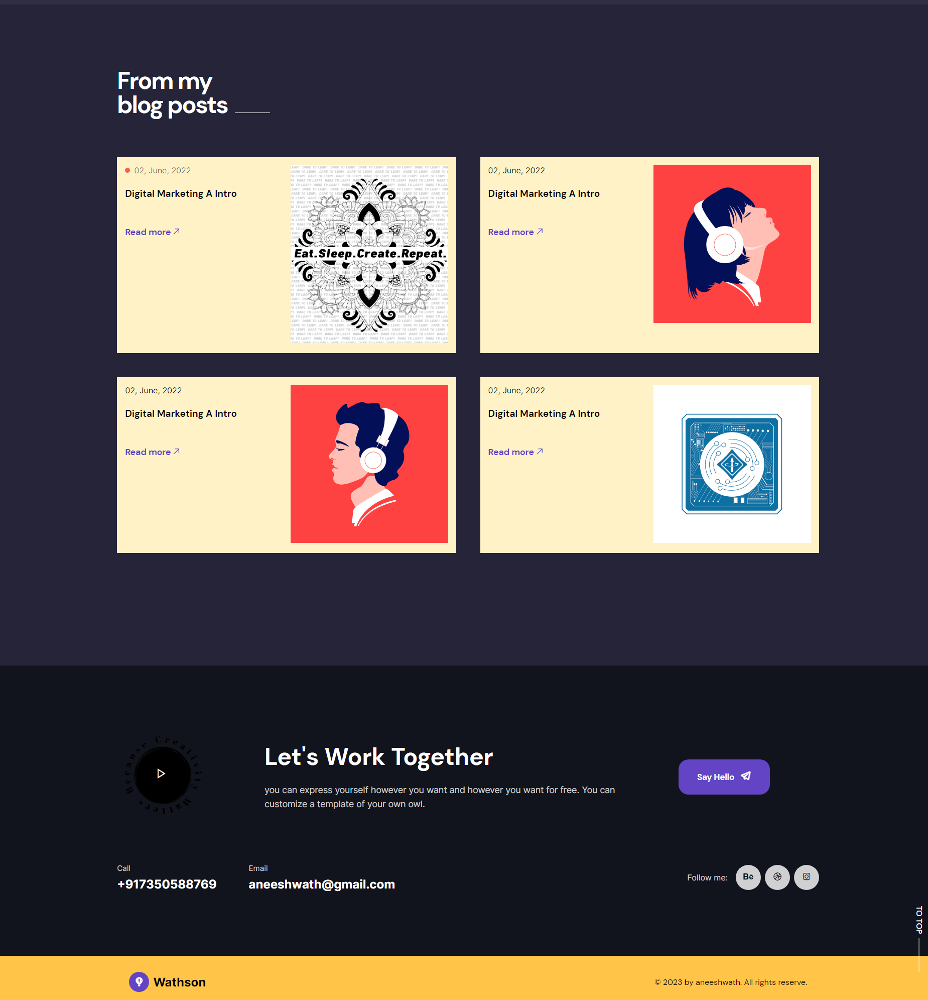 From my
blog posts
02, June, 2022
Digital Marketing A Intro
Read more
DARE TO LEAP!
Eat.Sleep.Create.Repeat.
02, June, 2022
Digital Marketing A Intro
Read more
02, June, 2022
Digital Marketing A Intro
Read more
02, June, 2022
Digital Marketing A Intro
Read more
Because Creativity Matters
Let's Work Together
you can express yourself however you want and however you want for free. You can
customize a template of your own owl.
Say Hello
Call
+917350588769
Email
aneeshwath@gmail.com
Follow me:
Bē
TO TOP
Wathson
© 2023 by aneeshwath. All rights reserve.